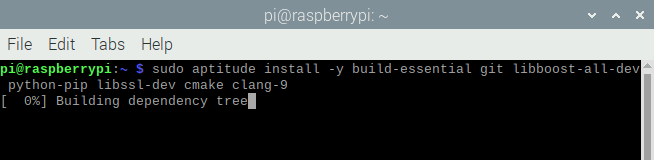 pi@raspberrypi: ~
File Edit Tabs Help
pi@raspberrypi:~ $ sudo aptitude install -y build-essential git libboost-all-dev
python-pip libssl-dev cmake clang-9
[  0%] Building dependency tree